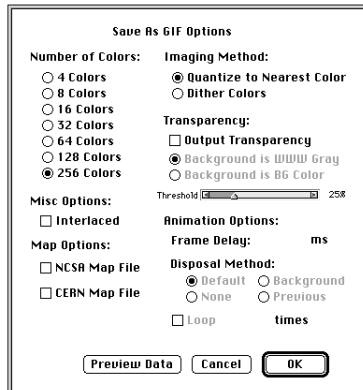 Save As GIF Options
Number of Colors:
4 Colors
8 Colors
16 Colors
32 Colors
64 Colors
128 Colors
256 Colors
Misc Options:
Interlaced
Map Options:
NCSA Map File
CERN Map File
Imaging Method:
Quantize to Nearest Color
Dither Colors
Transparency:
Output Transparency
Background is WWW Gray
Background is BG Color
Threshold 25%
Animation Options:
Frame Delay: ms
Disposal Method:
Default Background
None Previous
Loop times
Preview Data Cancel OK